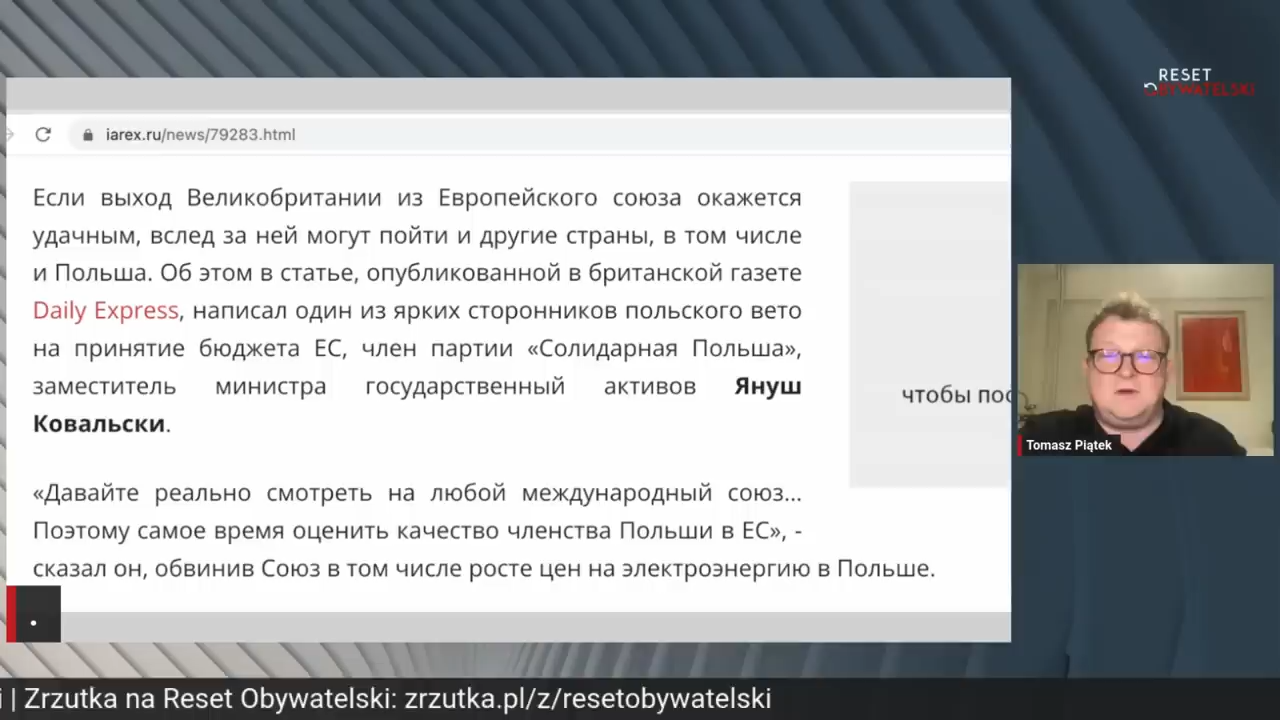 RESET
OBYWATELSKI
iarex.ru/news/79283.html
Если выход Великобритании из Европейского союза окажется
удачным, вслед за ней могут пойти и другие страны, в том числе
и Польша. Об этом в статье, опубликованной в британской газете
Daily Express, написал один из ярких сторонников польского вето
на принятие бюджета ЕС, член партии «Солидарная Польша»,
заместитель министра государственный активов Януш
Ковальски.
чтобы пос
«Давайте реально смотреть на любой международный союз...
Поэтому самое время оценить качество членства Польши в ЕС», -
сказал он, обвинив Союз в том числе росте цен на электроэнергию в Польше.
Tomasz Piątek
.
i | Zrzutka na Reset Obywatelski: zrzutka.pl/z/resetobywatelski